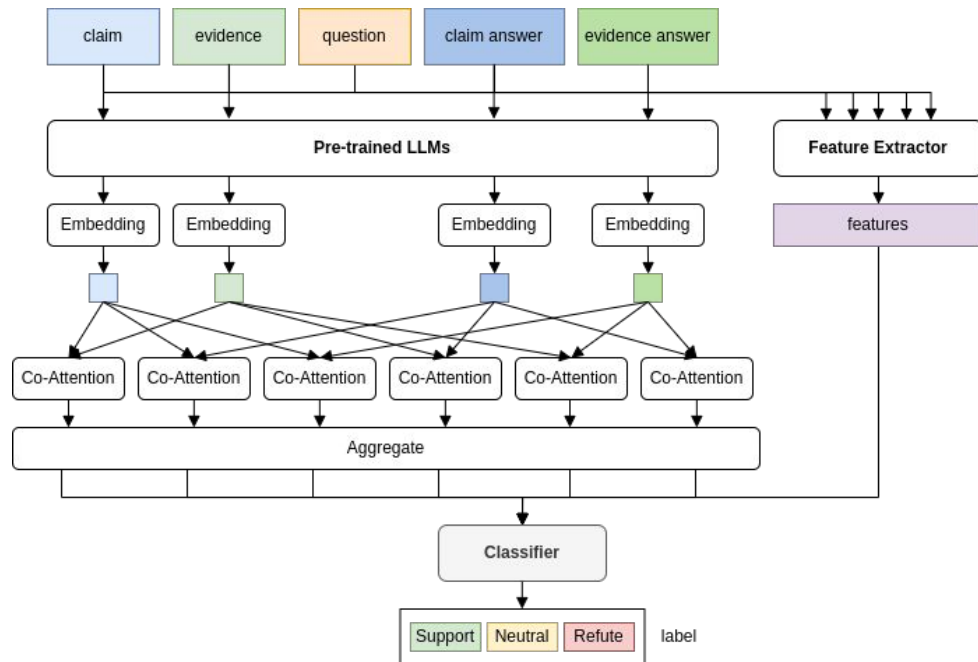 claim
evidence
question
claim answer
evidence answer
Pre-trained LLMs
Feature Extractor
Embedding
Embedding
Embedding
Embedding
features
Co-Attention
Co-Attention
Co-Attention
Co-Attention
Co-Attention
Co-Attention
Aggregate
Classifier
Support
Neutral
Refute
label